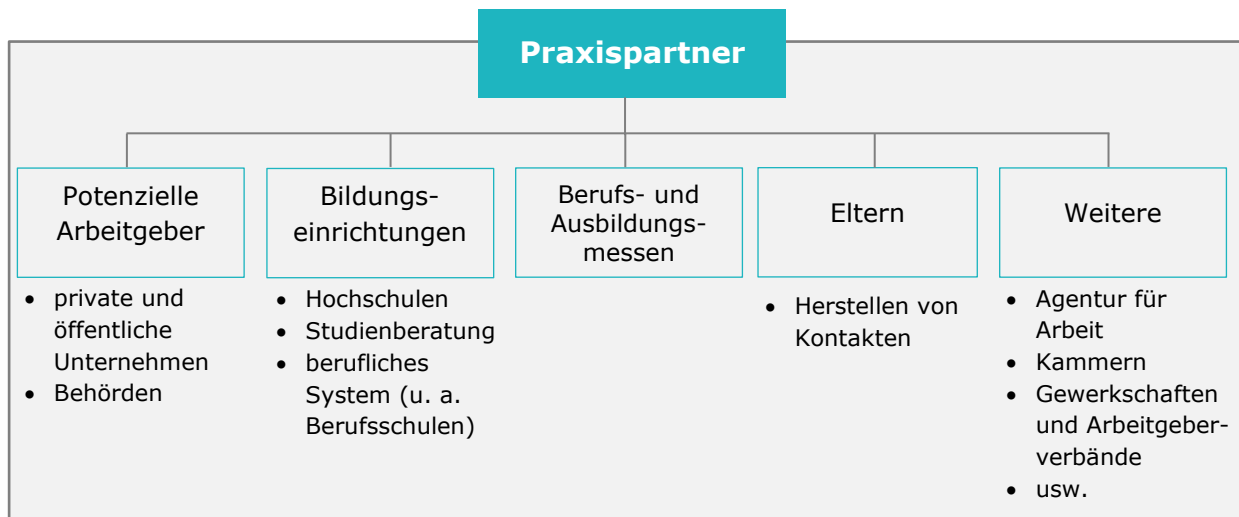 Praxispartner
Potenzielle
Arbeitgeber
• private und
öffentliche
Unternehmen
• Behörden
Bildungs-
einrichtungen
• Hochschulen
• Studienberatung
• berufliches
System (u. a.
Berufsschulen)
Berufs- und
Ausbildungs-
messen
Eltern
• Herstellen von
Kontakten
Weitere
• Agentur für
Arbeit
• Kammern
• Gewerkschaften
und Arbeitgeber-
verbände
• usw.